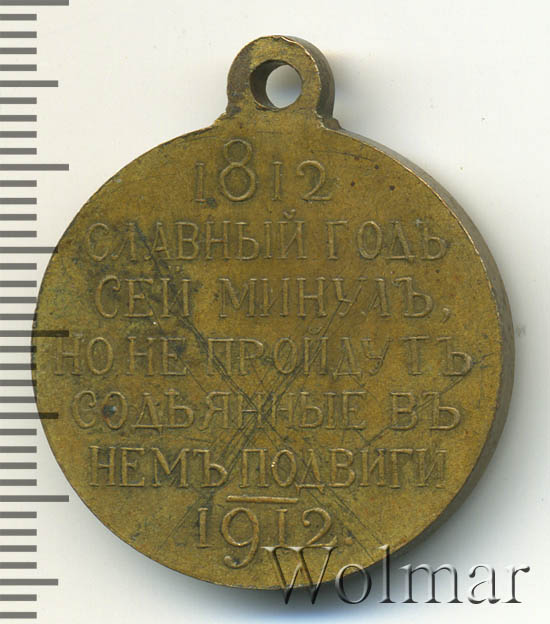 1812
СЛАВНЫЙ ГОДЪ
СЕЙ МИНУЛЪ,
НО НЕ ПРОЙДУТЪ
СОДѢЯННЫЕ ВЪ
НЕМЪ ПОДВИГИ
1912.
Wolmar